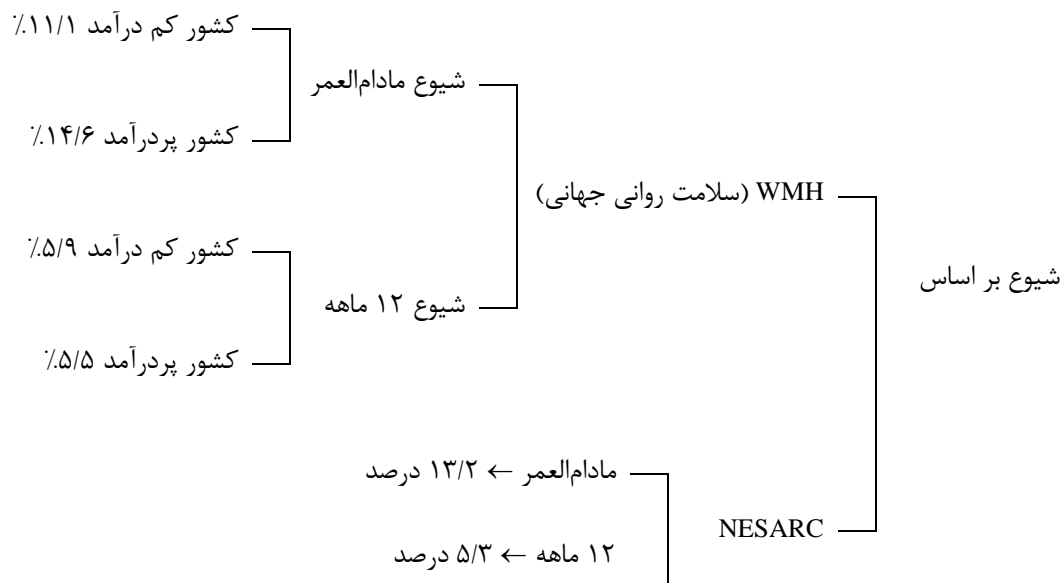 شیوع بر اساس
WMH (سلامت روانی جهانی)
شیوع مادام‌العمر
کشور کم درآمد ۱۱/۱٪
کشور پردرآمد ۱۴/۶٪
شیوع ۱۲ ماهه
کشور کم درآمد ۵/۹٪
کشور پردرآمد ۵/۵٪
NESARC
مادام‌العمر ← ۱۳/۲ درصد
۱۲ ماهه ← ۵/۳ درصد